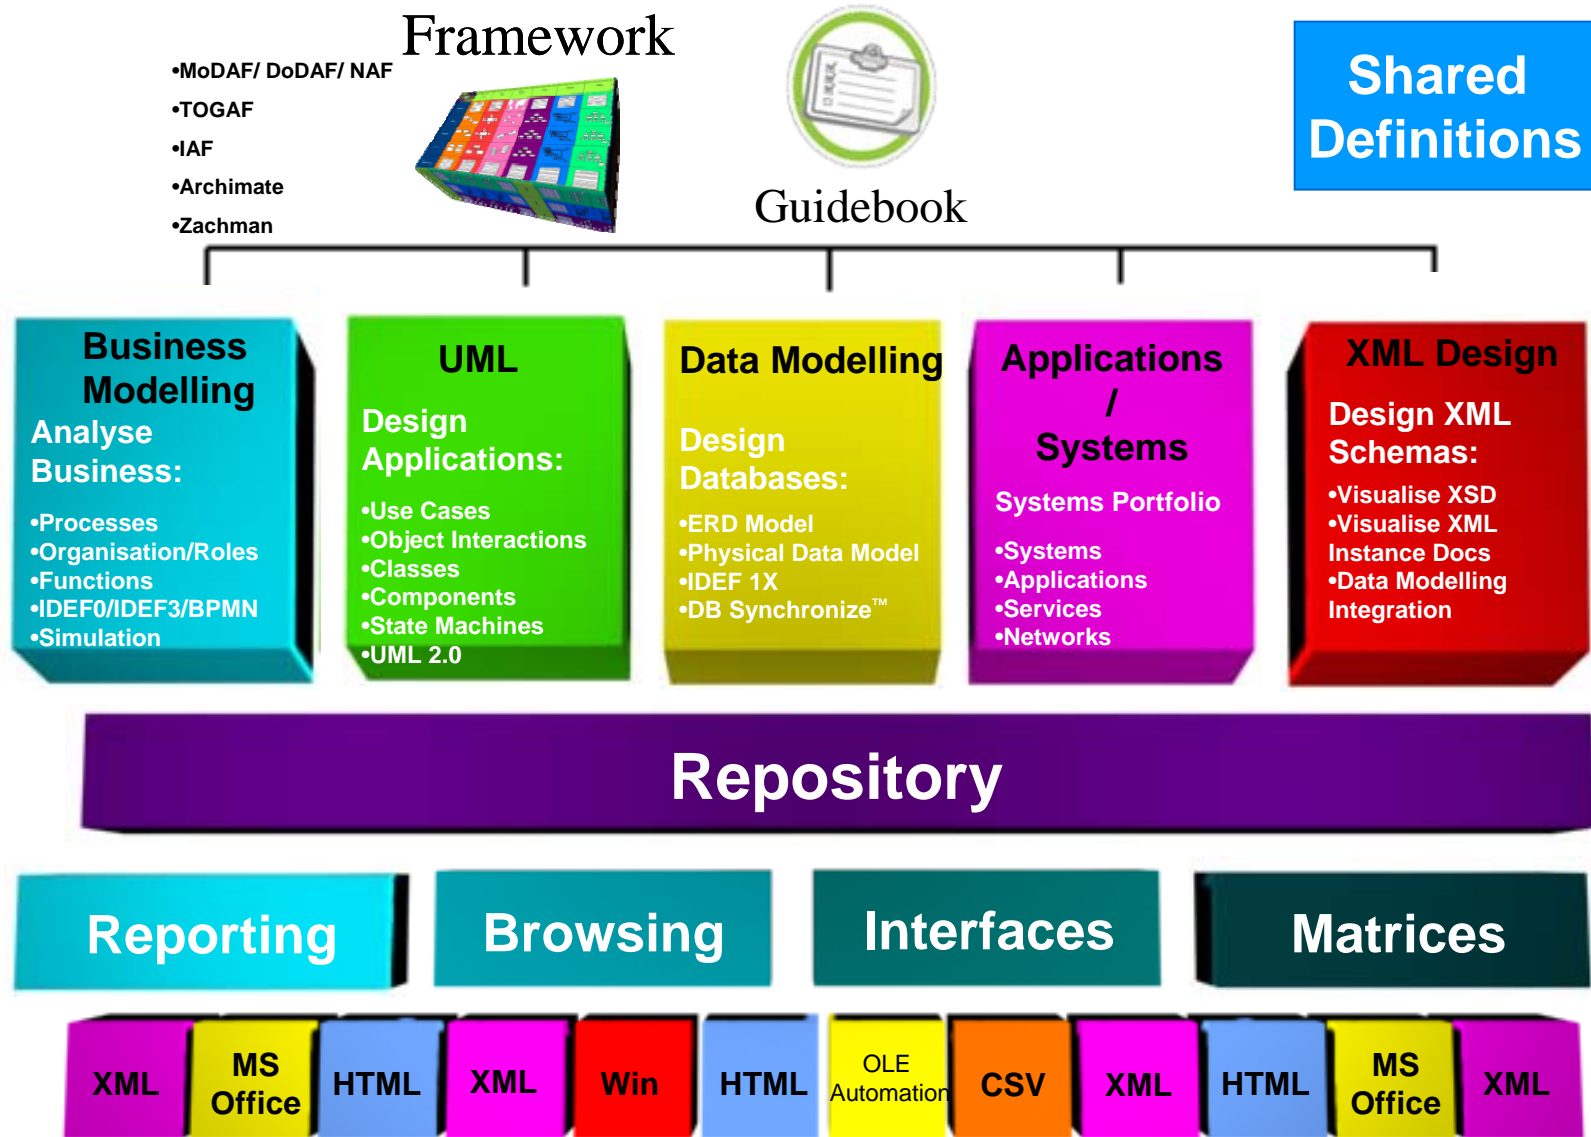 Framework
•MoDAF/ DoDAF/ NAF
•TOGAF
•IAF
•Archimate
•Zachman
Guidebook
Shared
Definitions
Business
Modelling
Analyse
Business:
•Processes
•Organisation/Roles
•Functions
•IDEF0/IDEF3/BPMN
•Simulation
UML
Design
Applications:
•Use Cases
•Object Interactions
•Classes
•Components
•State Machines
•UML 2.0
Data Modelling
Design
Databases:
•ERD Model
•Physical Data Model
•IDEF 1X
•DB Synchronize™
Applications
/
Systems
Systems Portfolio
•Systems
•Applications
•Services
•Networks
XML Design
Design XML
Schemas:
•Visualise XSD
•Visualise XML
Instance Docs
•Data Modelling
Integration
Repository
Reporting
Browsing
Interfaces
Matrices
XML
MS
Office
HTML
XML
Win
HTML
OLE
Automation
CSV
XML
HTML
MS
Office
XML